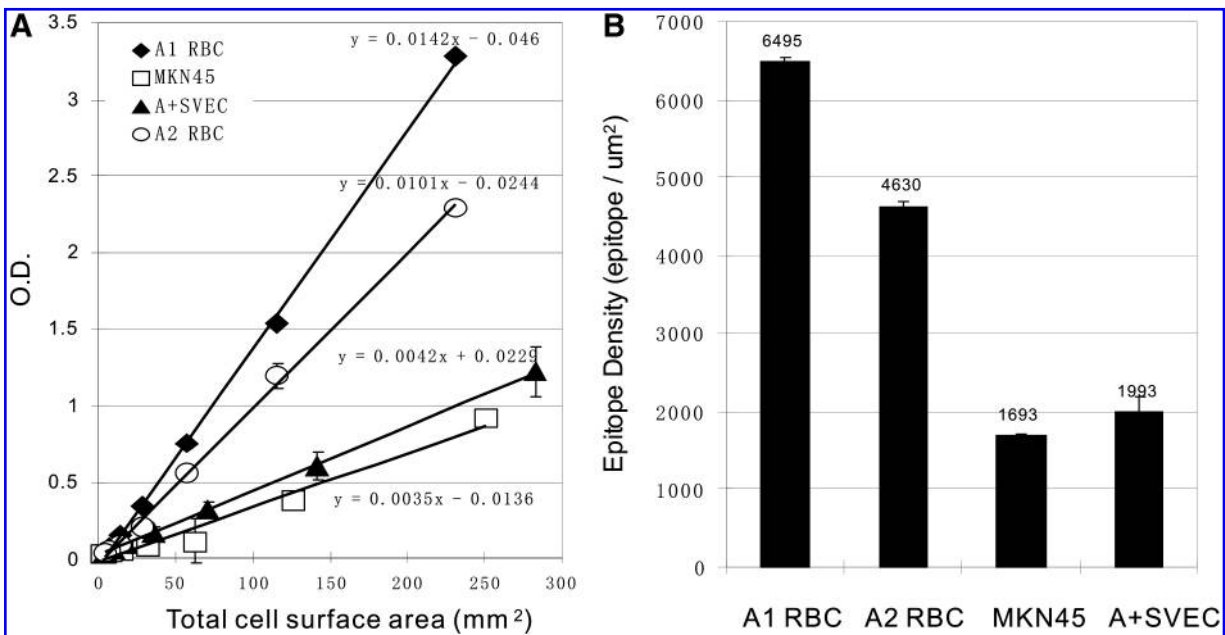 A
3.5
3
2.5
2
1.5
1
0.5
0
O.D.
A1 RBC
MKN45
A+SVEC
A2 RBC
y = 0.0142x - 0.046
y = 0.0101x - 0.0244
y = 0.0042x + 0.0229
y = 0.0035x - 0.0136
0 50 100 150 200 250 300
Total cell surface area (mm²)
B
7000
6000
5000
4000
3000
2000
1000
0
Epitope Density (epitope / um²)
6495
4630
1693
1993
A1 RBC A2 RBC MKN45 A+SVEC